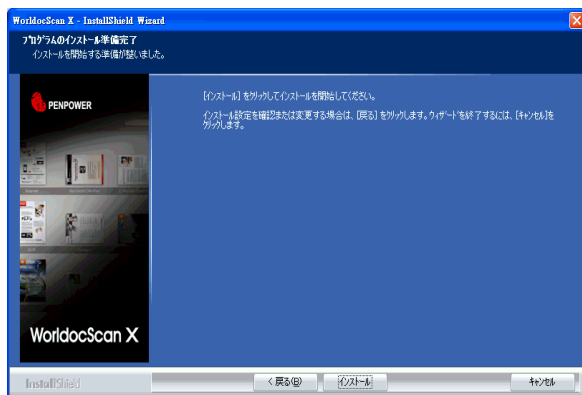 WorldocScan X - InstallShield Wizard
ﾌﾟﾛｸﾞﾗﾑのｲﾝｽﾄｰﾙ準備完了
ｲﾝｽﾄｰﾙを開始する準備が整いました。
PENPOWER
[ｲﾝｽﾄｰﾙ] をｸﾘｯｸしてｲﾝｽﾄｰﾙを開始してください。
ｲﾝｽﾄｰﾙ設定を確認または変更する場合は、[戻る] をｸﾘｯｸします。ｳｨｻﾞｰﾄﾞを終了するには、[ｷｬﾝｾﾙ]を
ｸﾘｯｸします。
WorldocScan X
InstallShield
< 戻る(B)
ｲﾝｽﾄｰﾙ
ｷｬﾝｾﾙ